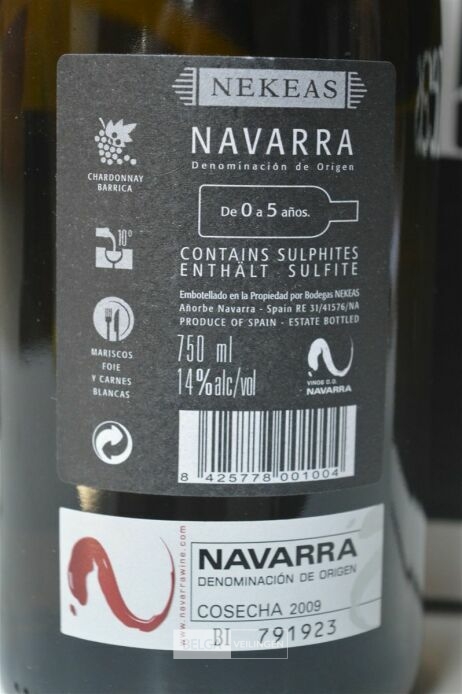 NEKEAS
NAVARRA
Denominación de Origen
CHARDONNAY
BARRICA
De 0 a 5 años.
10º
CONTAINS SULPHITES
ENTHÄLT SULFITE
Embotellado en la Propiedad por Bodegas NEKEAS
Añorbe Navarra - Spain RE 31/41576/NA
PRODUCE OF SPAIN - ESTATE BOTTLED
MARISCOS
FOIE
Y CARNES
BLANCAS
750 ml
14%alc/vol
VINOS D.O.
NAVARRA
8 425778 001004
www.navarrawine.com
NAVARRA
DENOMINACIÓN DE ORIGEN
COSECHA 2009
BI 791923
BELGA VEILINGEN